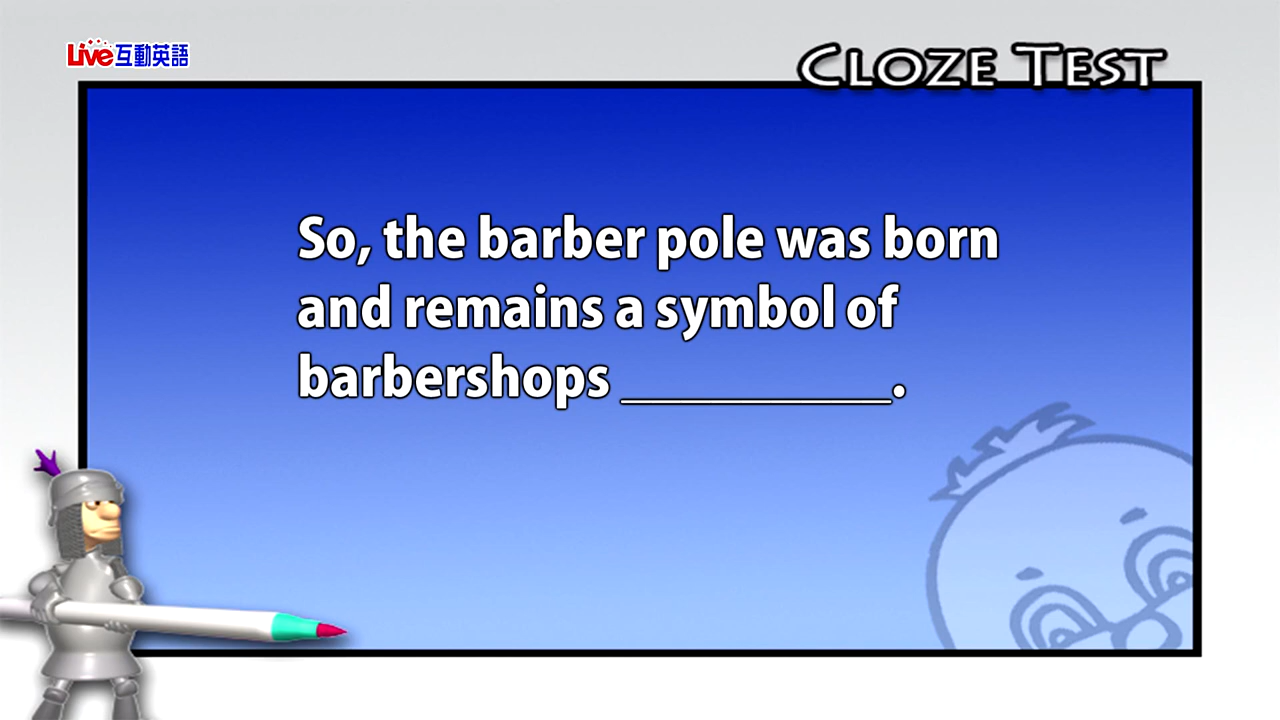 Live互動英語
CLOZE TEST
So, the barber pole was born
and remains a symbol of
barbershops __________.